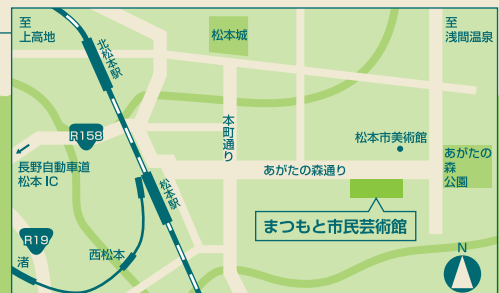 至
上高地
北松本駅
松本城
至
浅間温泉
R158
本町通り
松本市美術館
長野自動車道
松本IC
松本駅
あがたの森通り
あがたの
森
公園
まつもと市民芸術館
R19
渚
西松本
N